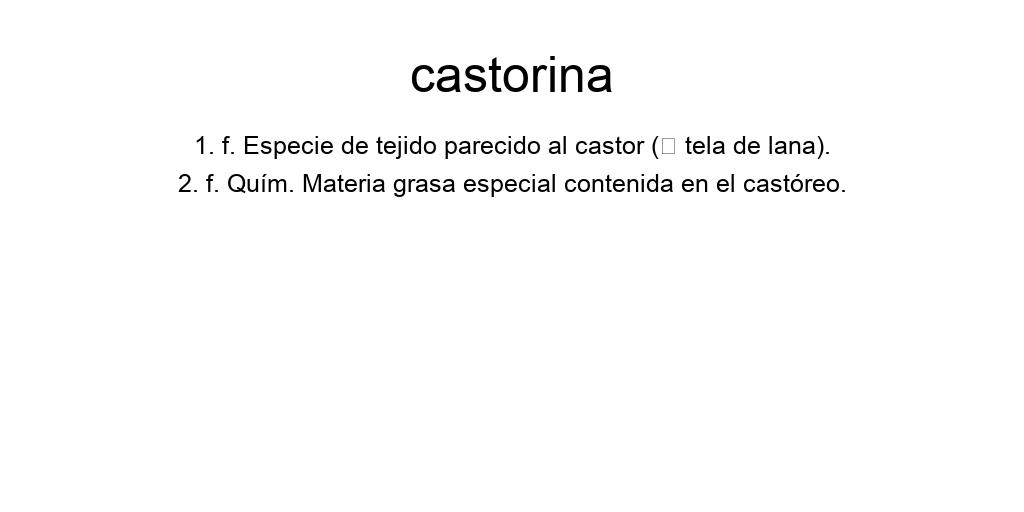 castorina
1. f. Especie de tejido parecido al castor (□ tela de lana).
2. f. Quím. Materia grasa especial contenida en el castóreo.